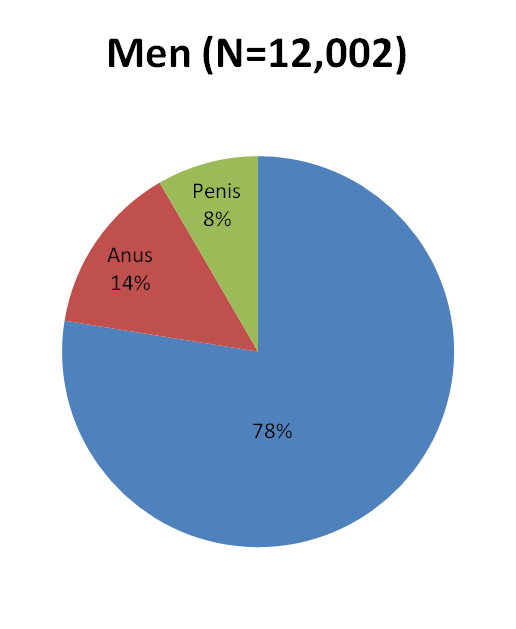 Men (N=12,002)
Penis
8%
Anus
14%
78%